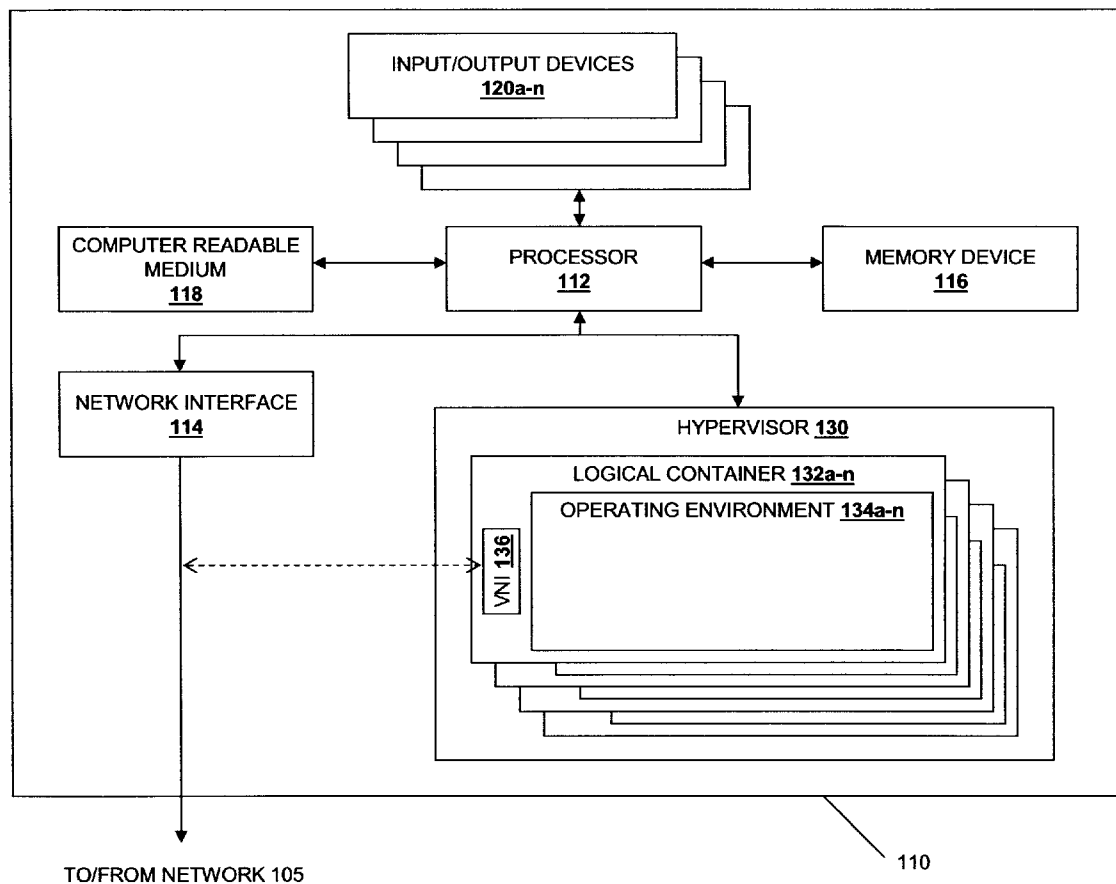 INPUT/OUTPUT DEVICES
120a-n
COMPUTER READABLE
MEDIUM
118
PROCESSOR
112
MEMORY DEVICE
116
NETWORK INTERFACE
114
HYPERVISOR 130
LOGICAL CONTAINER 132a-n
OPERATING ENVIRONMENT 134a-n
VNI 136
110
TO/FROM NETWORK 105